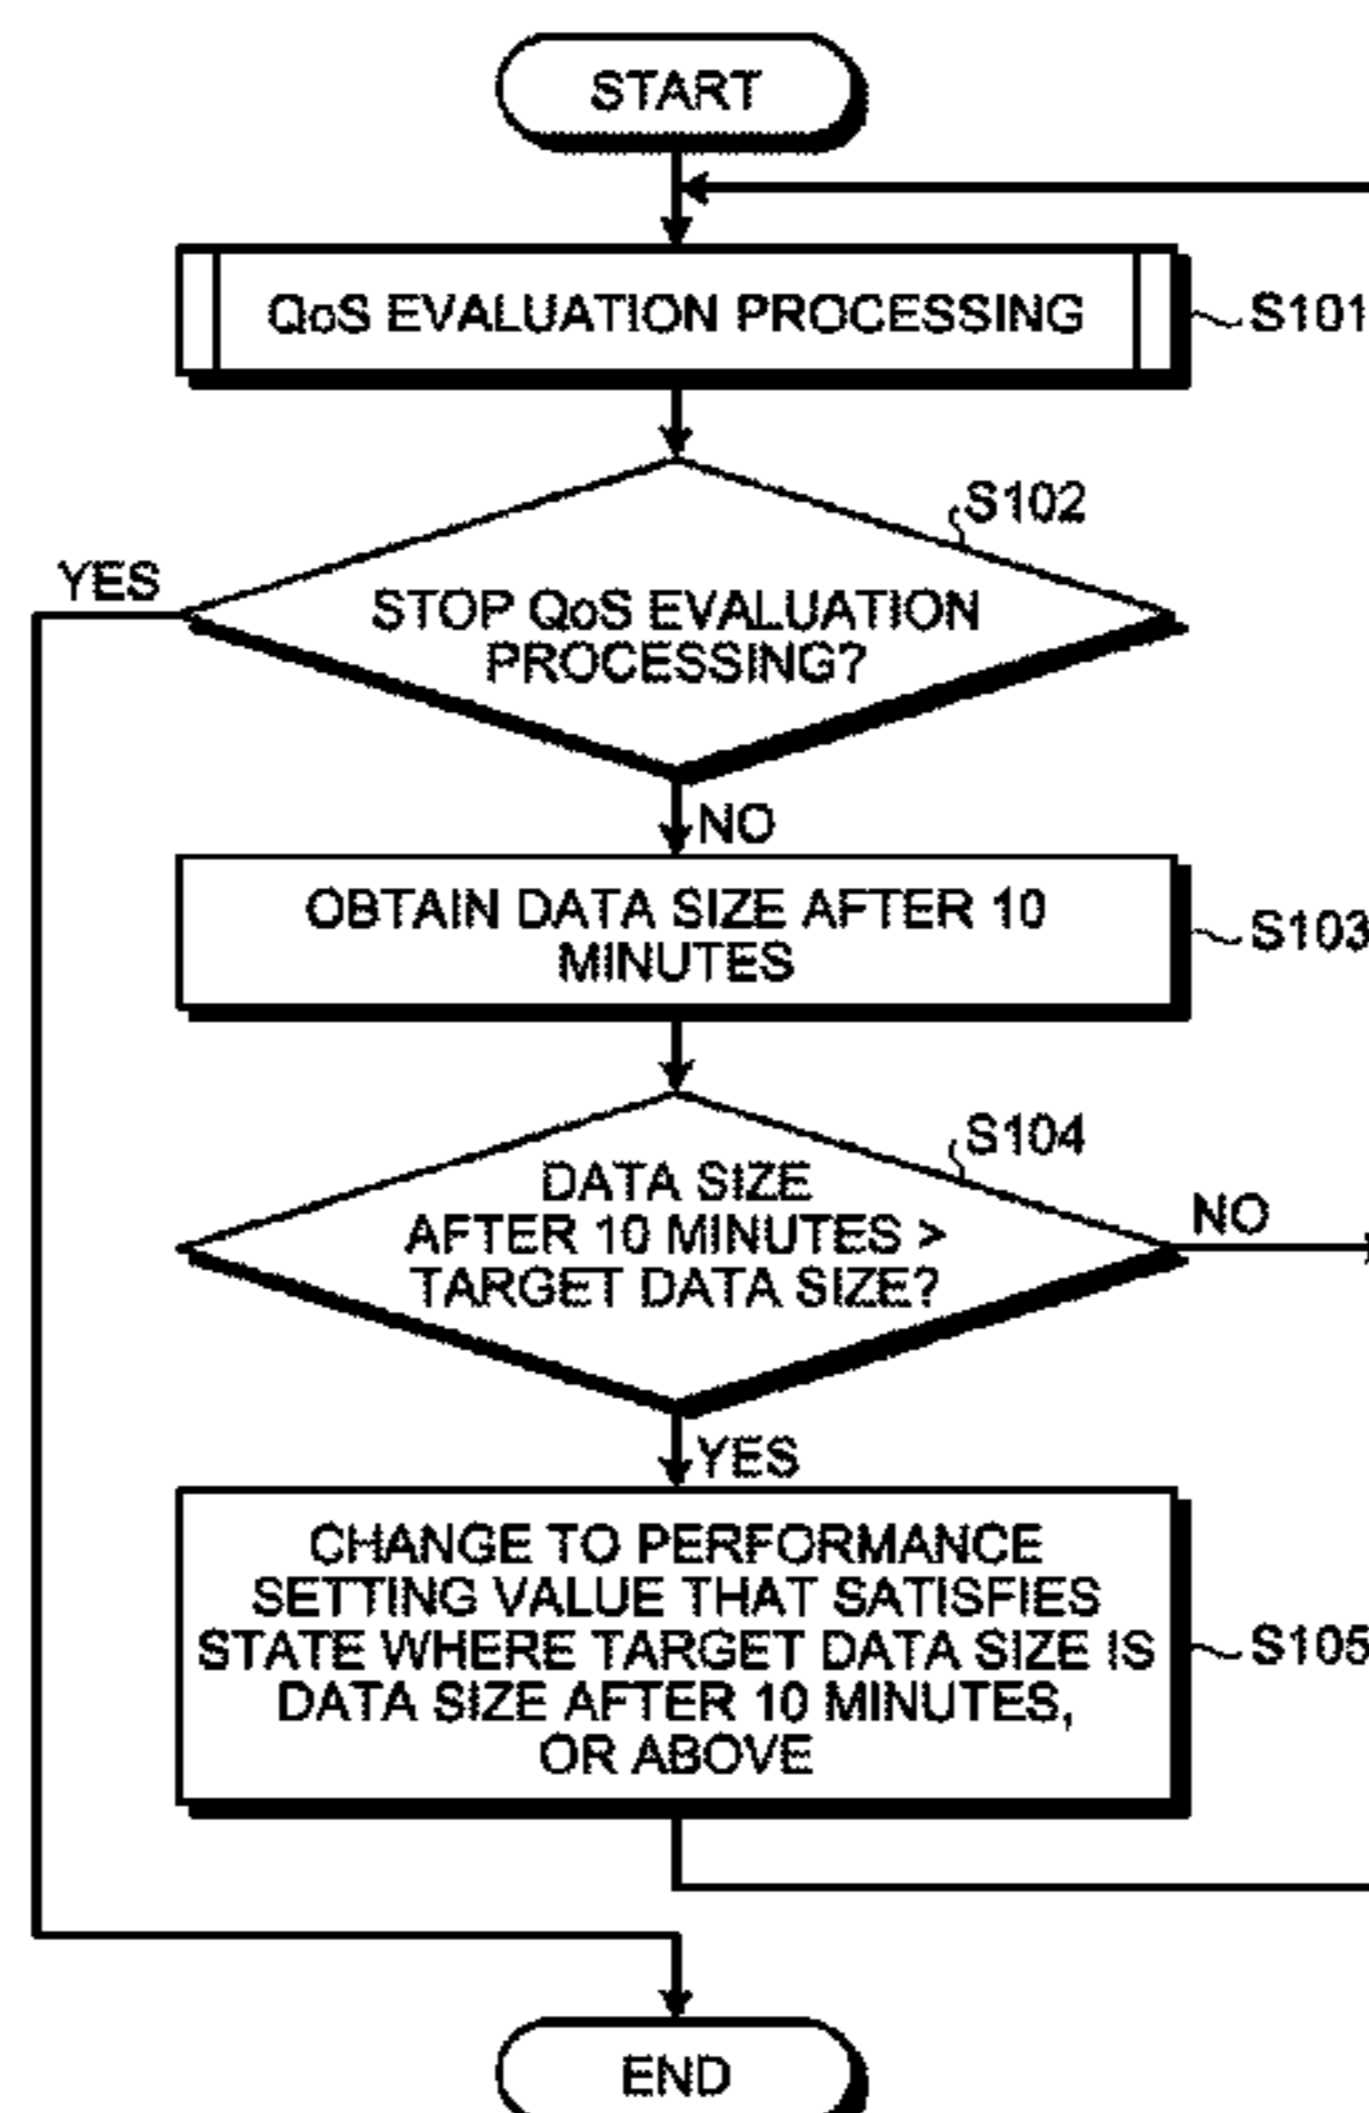 START
QoS EVALUATION PROCESSING
S101
S102
YES
STOP QoS EVALUATION
PROCESSING?
NO
OBTAIN DATA SIZE AFTER 10
MINUTES
S103
S104
DATA SIZE
AFTER 10 MINUTES >
TARGET DATA SIZE?
NO
YES
CHANGE TO PERFORMANCE
SETTING VALUE THAT SATISFIES
STATE WHERE TARGET DATA SIZE IS
DATA SIZE AFTER 10 MINUTES,
OR ABOVE
S105
END